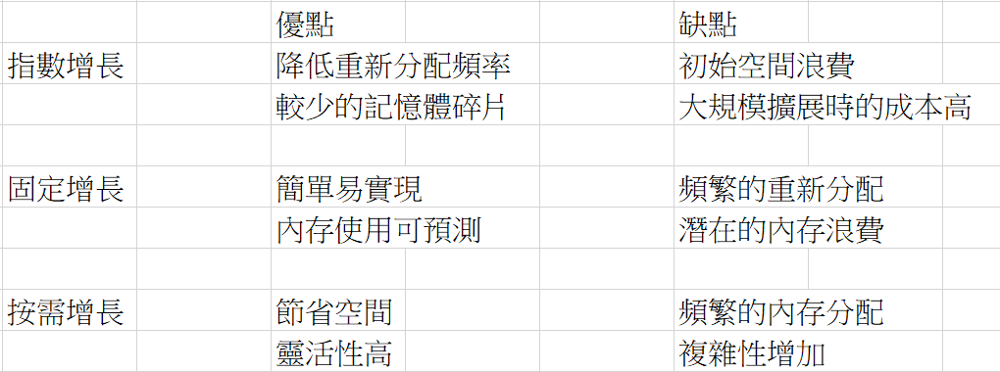 優點 缺點
指數增長 降低重新分配頻率 初始空間浪費
較少的記憶體碎片 大規模擴展時的成本高
固定增長 簡單易實現 頻繁的重新分配
內存使用可預測 潛在的內存浪費
按需增長 節省空間 頻繁的內存分配
靈活性高 複雜性增加